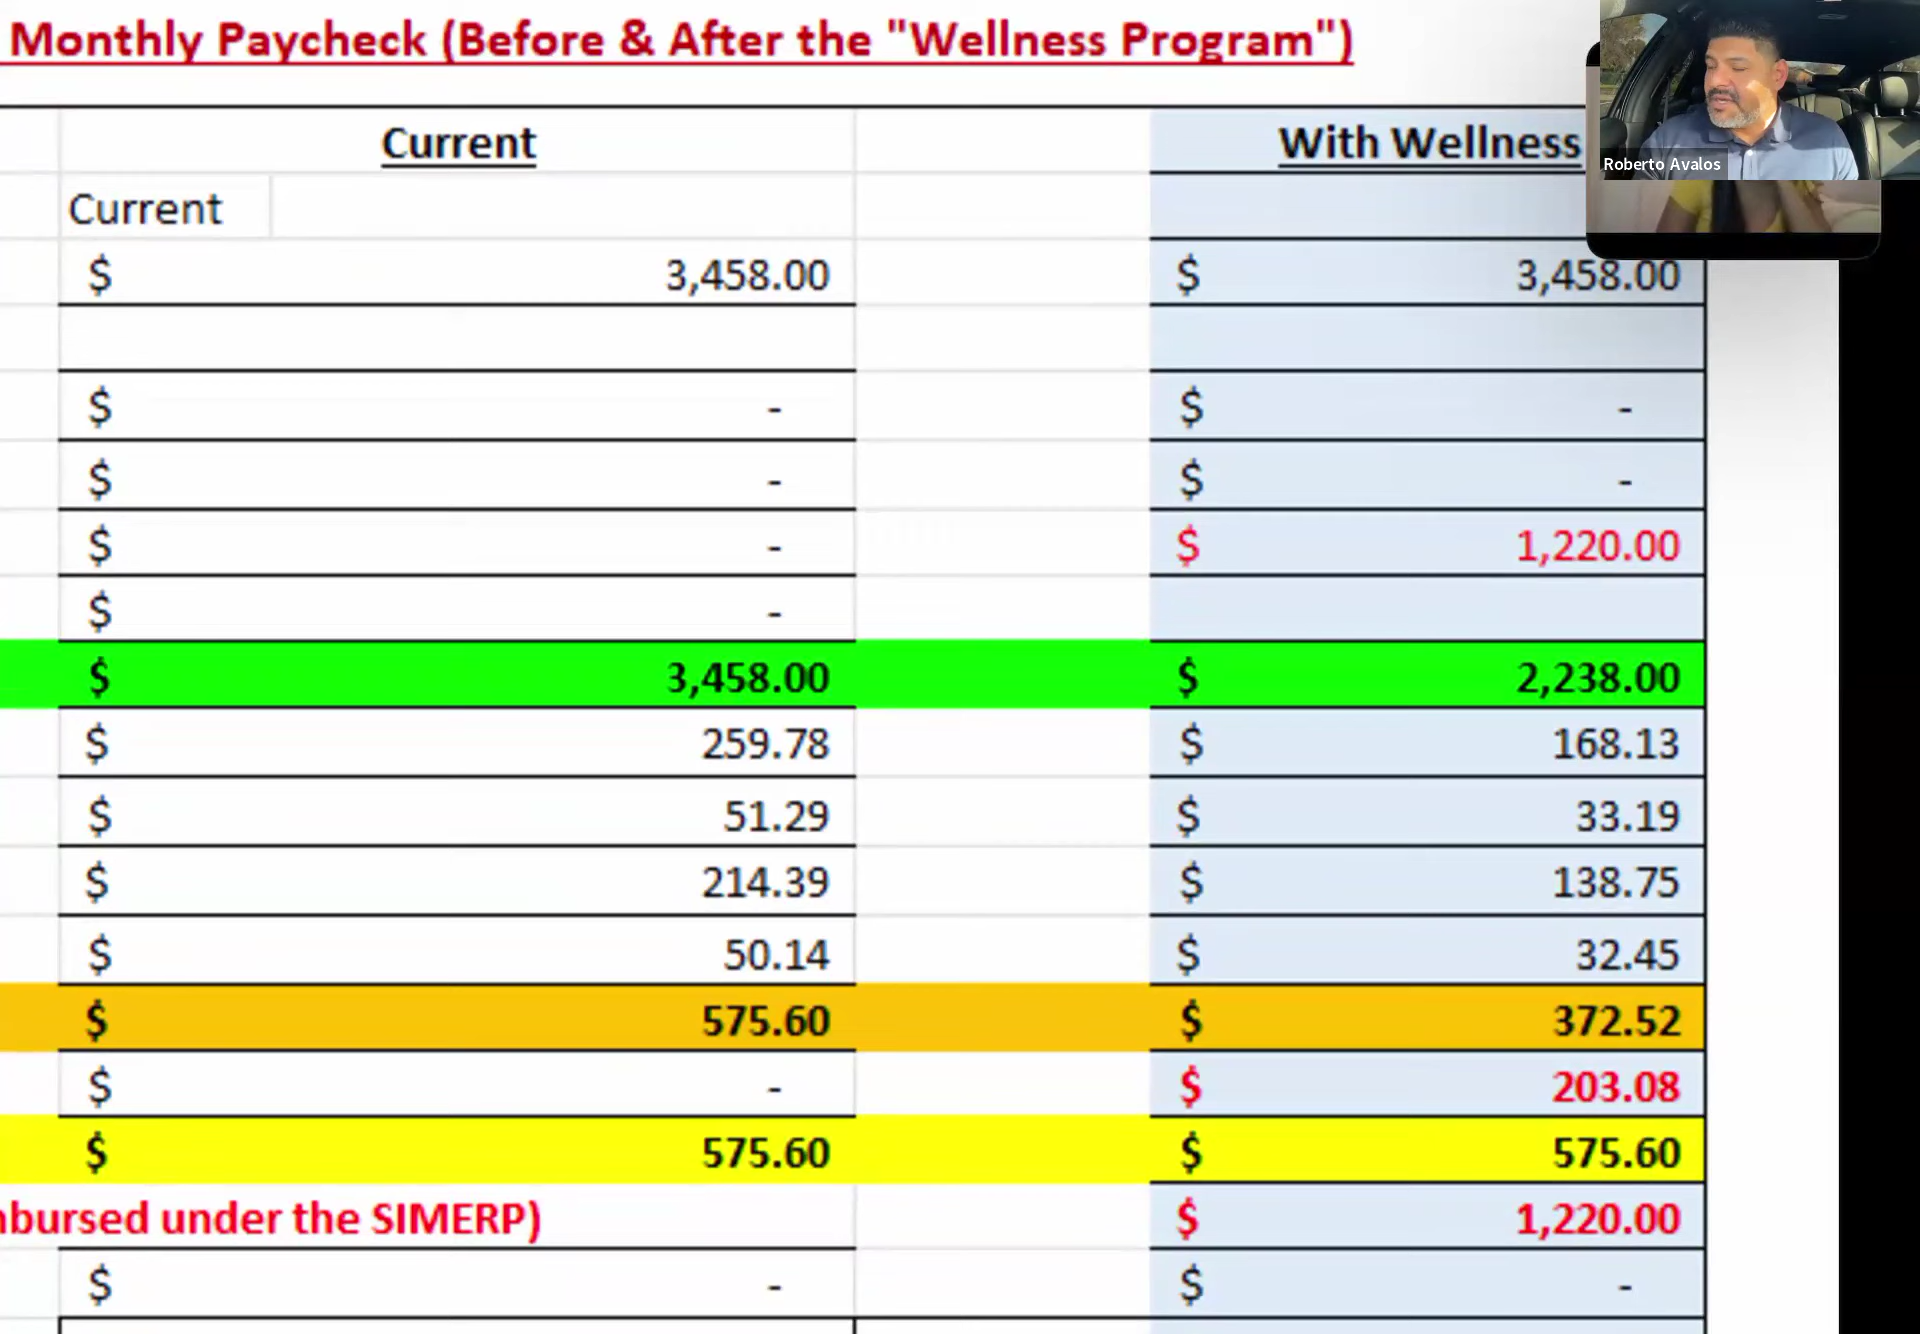 Monthly Paycheck (Before & After the "Wellness Program")
Current With Wellness
Roberto Avalos
Current
$ 3,458.00 $ 3,458.00
$ - $ -
$ - $ -
$ - $ 1,220.00
$ -
$ 3,458.00 $ 2,238.00
$ 259.78 $ 168.13
$ 51.29 $ 33.19
$ 214.39 $ 138.75
$ 50.14 $ 32.45
$ 575.60 $ 372.52
$ - $ 203.08
$ 575.60 $ 575.60
nbursed under the SIMERP) $ 1,220.00
$ - $ -